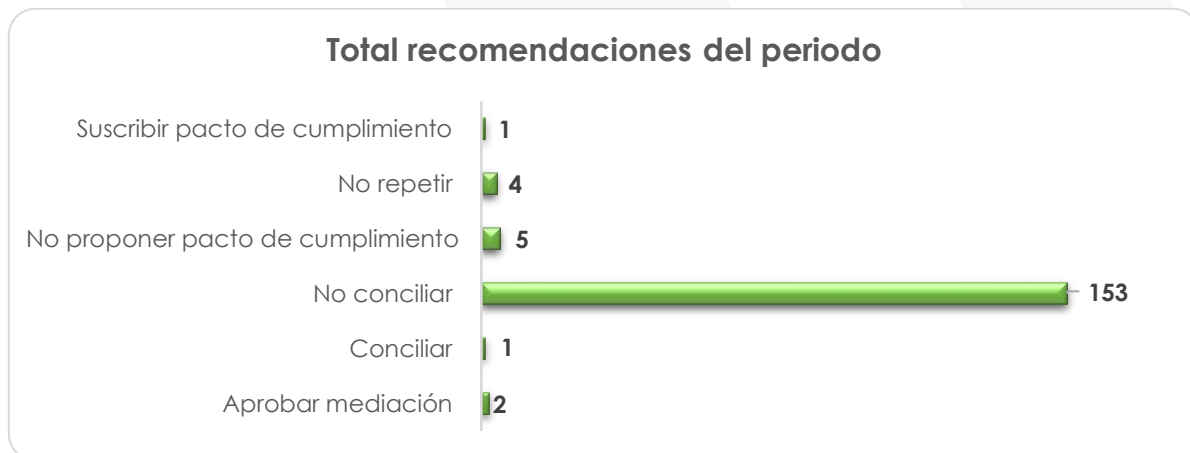 Total recomendaciones del periodo
Suscribir pacto de cumplimiento 1
No repetir 4
No proponer pacto de cumplimiento 5
No conciliar 153
Conciliar 1
Aprobar mediación 2